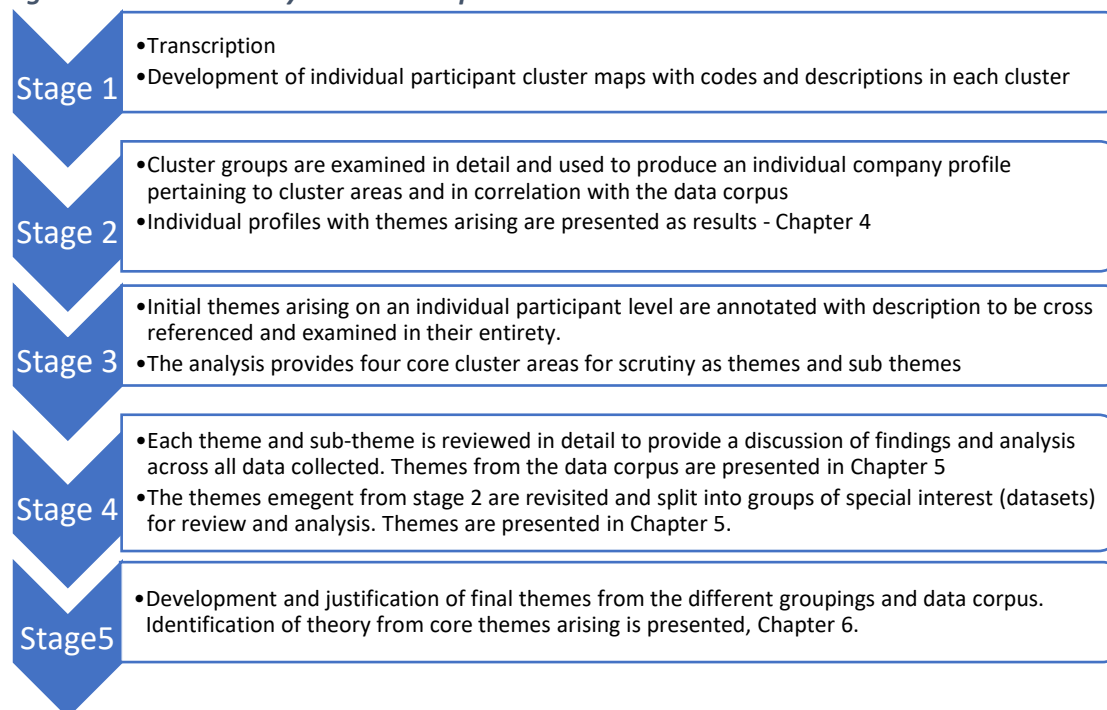 Stage 1
•Transcription
•Development of individual participant cluster maps with codes and descriptions in each cluster
Stage 2
•Cluster groups are examined in detail and used to produce an individual company profile
pertaining to cluster areas and in correlation with the data corpus
•Individual profiles with themes arising are presented as results - Chapter 4
Stage 3
•Initial themes arising on an individual participant level are annotated with description to be cross
referenced and examined in their entirety.
•The analysis provides four core cluster areas for scrutiny as themes and sub themes
Stage 4
•Each theme and sub-theme is reviewed in detail to provide a discussion of findings and analysis
across all data collected. Themes from the data corpus are presented in Chapter 5
•The themes emegent from stage 2 are revisited and split into groups of special interest (datasets)
for review and analysis. Themes are presented in Chapter 5.
Stage5
•Development and justification of final themes from the different groupings and data corpus.
Identification of theory from core themes arising is presented, Chapter 6.